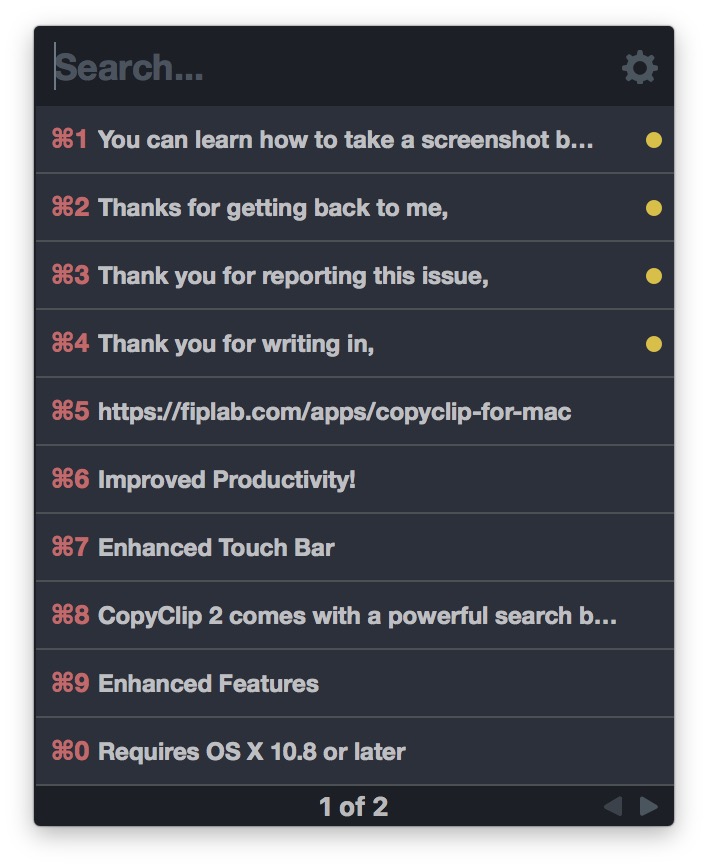 Search...
⌘1 You can learn how to take a screenshot b...
⌘2 Thanks for getting back to me,
⌘3 Thank you for reporting this issue,
⌘4 Thank you for writing in,
⌘5 https://fiplab.com/apps/copyclip-for-mac
⌘6 Improved Productivity!
⌘7 Enhanced Touch Bar
⌘8 CopyClip 2 comes with a powerful search b...
⌘9 Enhanced Features
⌘0 Requires OS X 10.8 or later
1 of 2